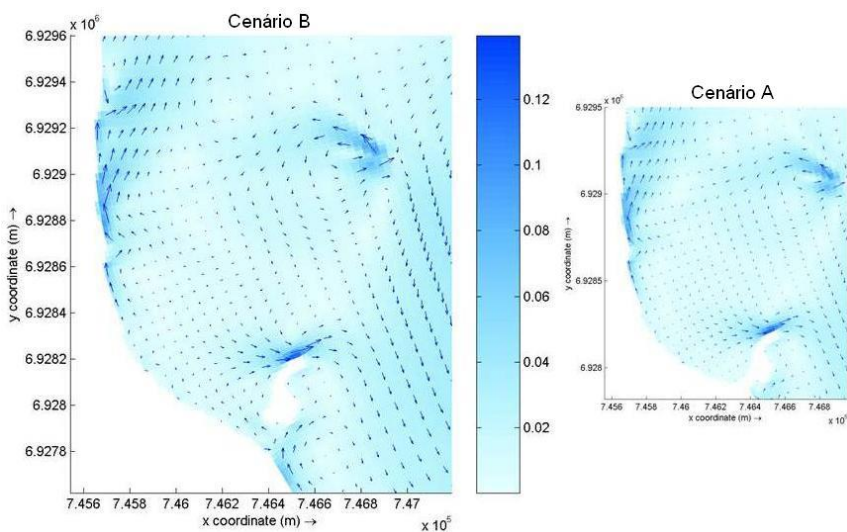 Cenário B
x 10⁶
6.9296
6.9294
6.9292
6.929
6.9288
6.9286
6.9284
6.9282
6.928
6.9278
y coordinate (m) →
7.456 7.458 7.46 7.462 7.464 7.466 7.468 7.47
x coordinate (m) →
x 10⁵
0.12
0.1
0.08
0.06
0.04
0.02
Cenário A
6.9295
6.929
6.9285
6.928
y coordinate (m) →
7.456 7.458 7.46 7.462 7.464 7.466 7.468
x coordinate (m) →
x 10⁵